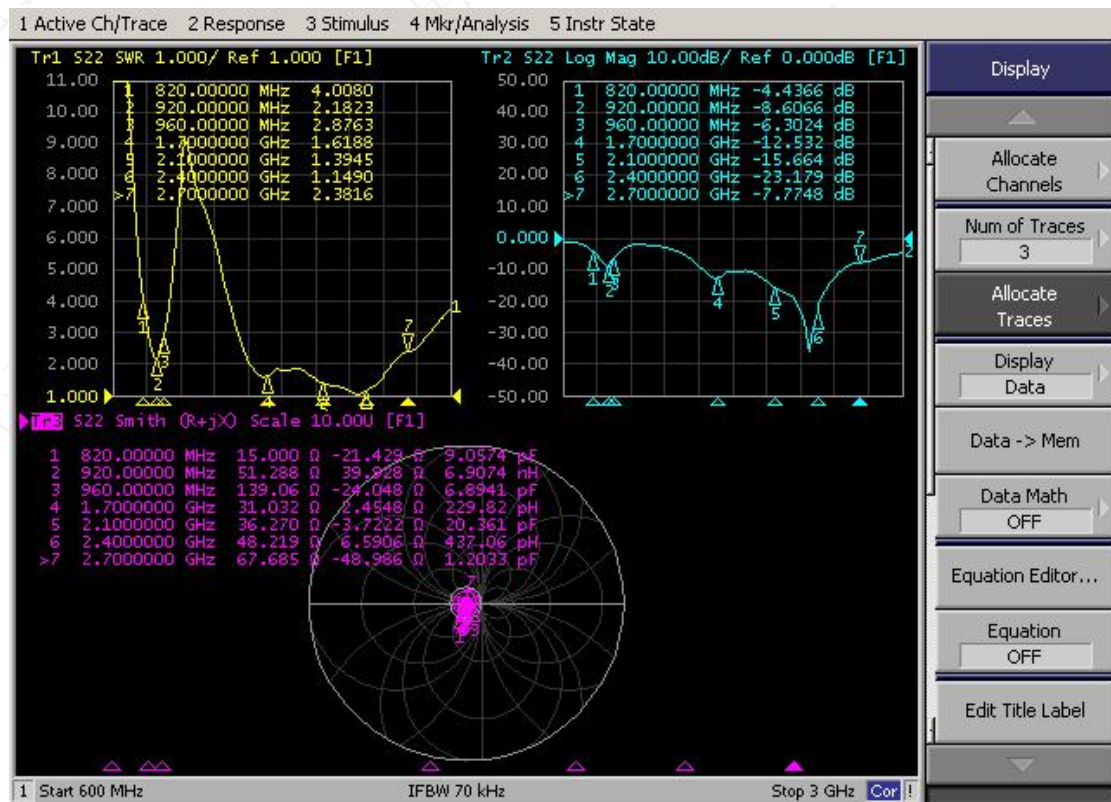 1 Active Ch/Trace 2 Response 3 Stimulus 4 Mkr/Analysis 5 Instr State
Tr1 S22 SWR 1.000/ Ref 1.000 [F1]
11.00
10.00
9.000
8.000
7.000
6.000
5.000
4.000
3.000
2.000
1.000
1 820.00000 MHz 4.0080
2 920.00000 MHz 2.1823
3 960.00000 MHz 2.8763
4 1.7000000 GHz 1.6188
5 2.1000000 GHz 1.3945
6 2.4000000 GHz 1.1490
>7 2.7000000 GHz 2.3816
Tr2 S22 Log Mag 10.00dB/ Ref 0.000dB [F1]
50.00
40.00
30.00
20.00
10.00
0.000
-10.00
-20.00
-30.00
-40.00
-50.00
1 820.00000 MHz -4.4366 dB
2 920.00000 MHz -8.6066 dB
3 960.00000 MHz -6.3024 dB
4 1.7000000 GHz -12.532 dB
5 2.1000000 GHz -15.664 dB
6 2.4000000 GHz -23.179 dB
>7 2.7000000 GHz -7.7748 dB
Tr3 S22 Smith (R+jX) Scale 10.00U [F1]
1 820.00000 MHz 15.000 Ω -21.429 Ω 9.0574 pF
2 920.00000 MHz 51.288 Ω 39.928 Ω 6.9074 nH
3 960.00000 MHz 139.06 Ω -24.048 Ω 6.8941 pF
4 1.7000000 GHz 31.032 Ω 2.4548 Ω 229.82 pH
5 2.1000000 GHz 36.270 Ω -3.7222 Ω 20.361 pF
6 2.4000000 GHz 48.219 Ω 6.5906 Ω 437.06 pH
>7 2.7000000 GHz 67.685 Ω -48.986 Ω 1.2033 pF
1 Start 600 MHz IFBW 70 kHz Stop 3 GHz Cor !
Display
Allocate
Channels
Num of Traces
3
Allocate
Traces
Display
Data
Data -> Mem
Data Math
OFF
Equation Editor...
Equation
OFF
Edit Title Label